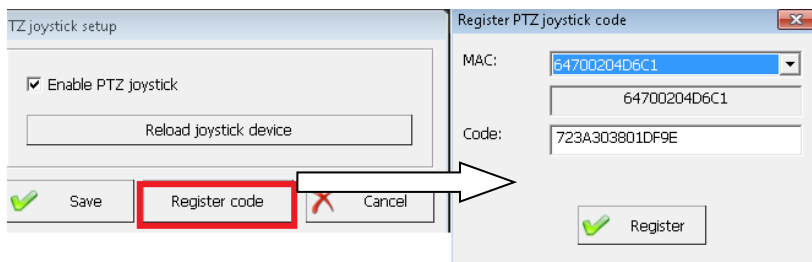 TZ joystick setup
Enable PTZ joystick
Reload joystick device
Save
Register code
Cancel
Register PTZ joystick code
MAC:
64700204D6C1
64700204D6C1
Code:
723A303801DF9E
Register